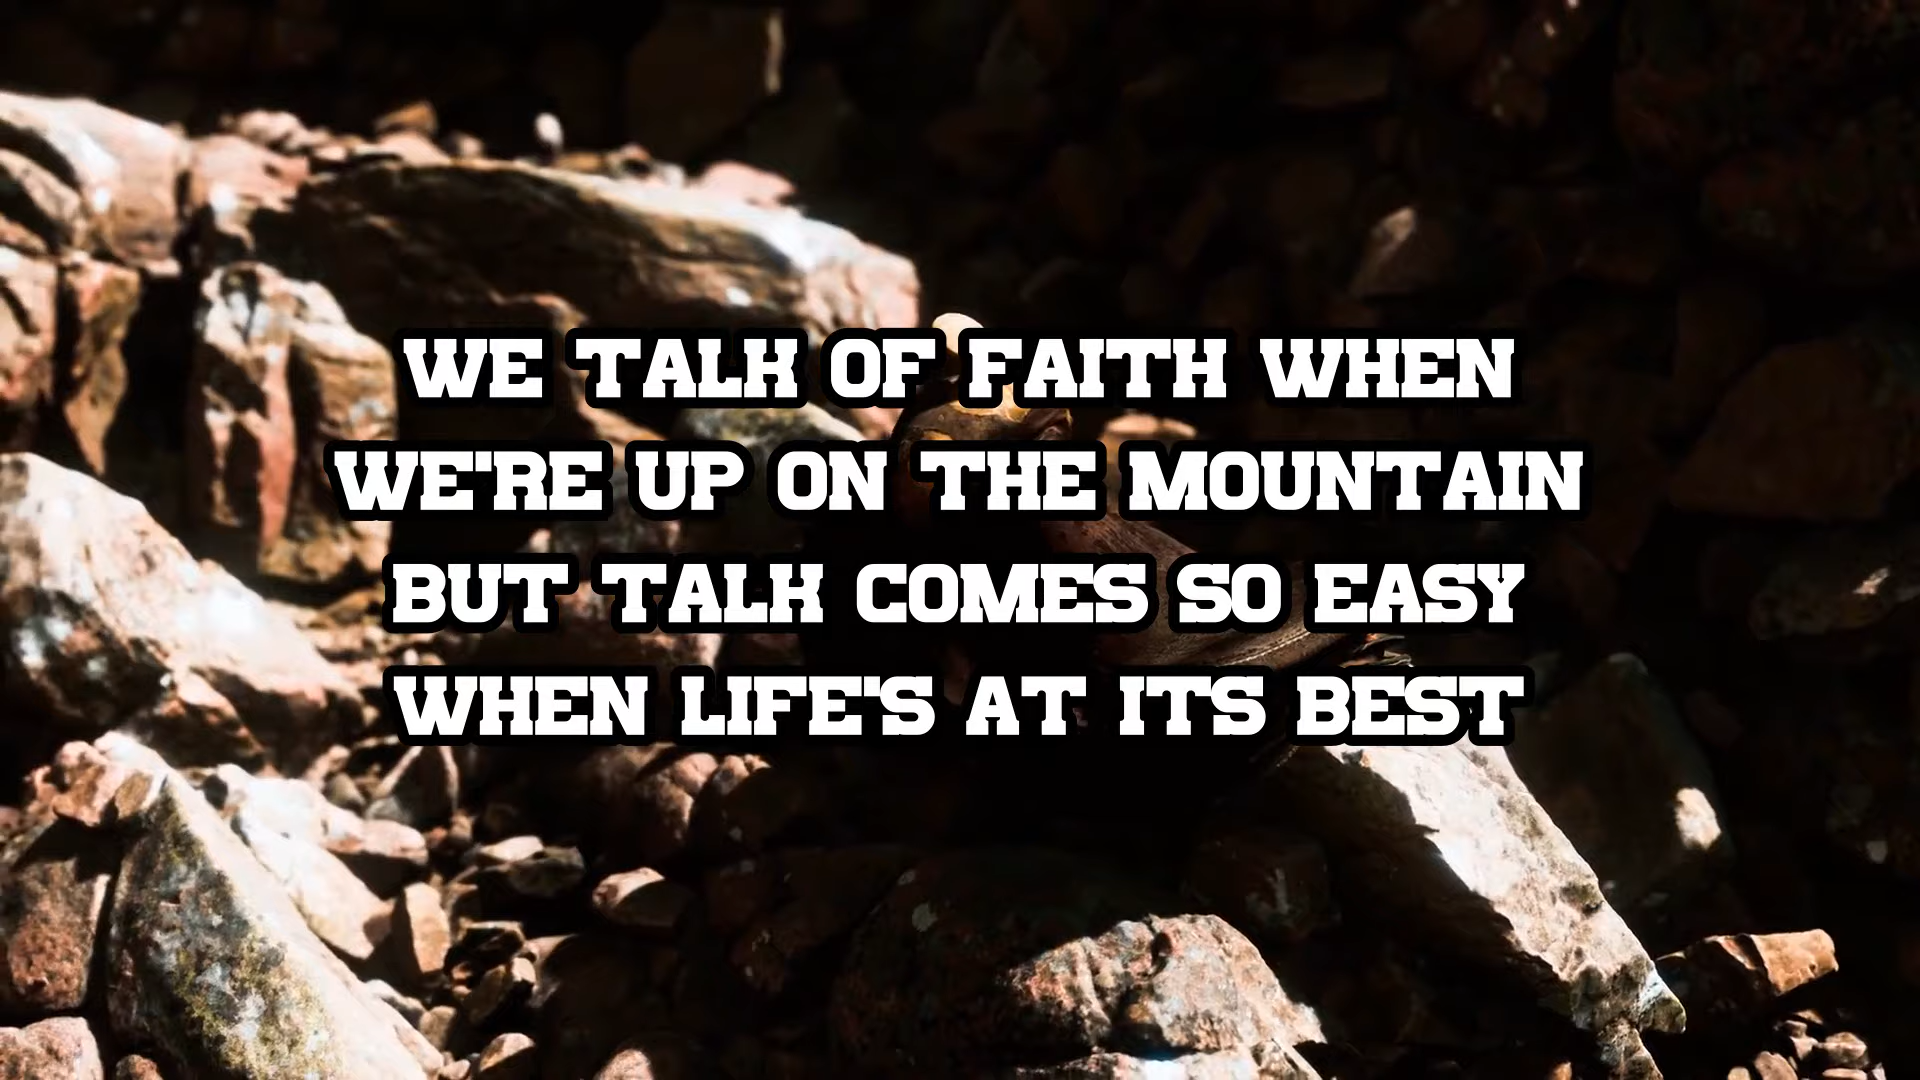 WE TALK OF FAITH WHEN
WE'RE UP ON THE MOUNTAIN
BUT TALK COMES SO EASY
WHEN LIFE'S AT ITS BEST